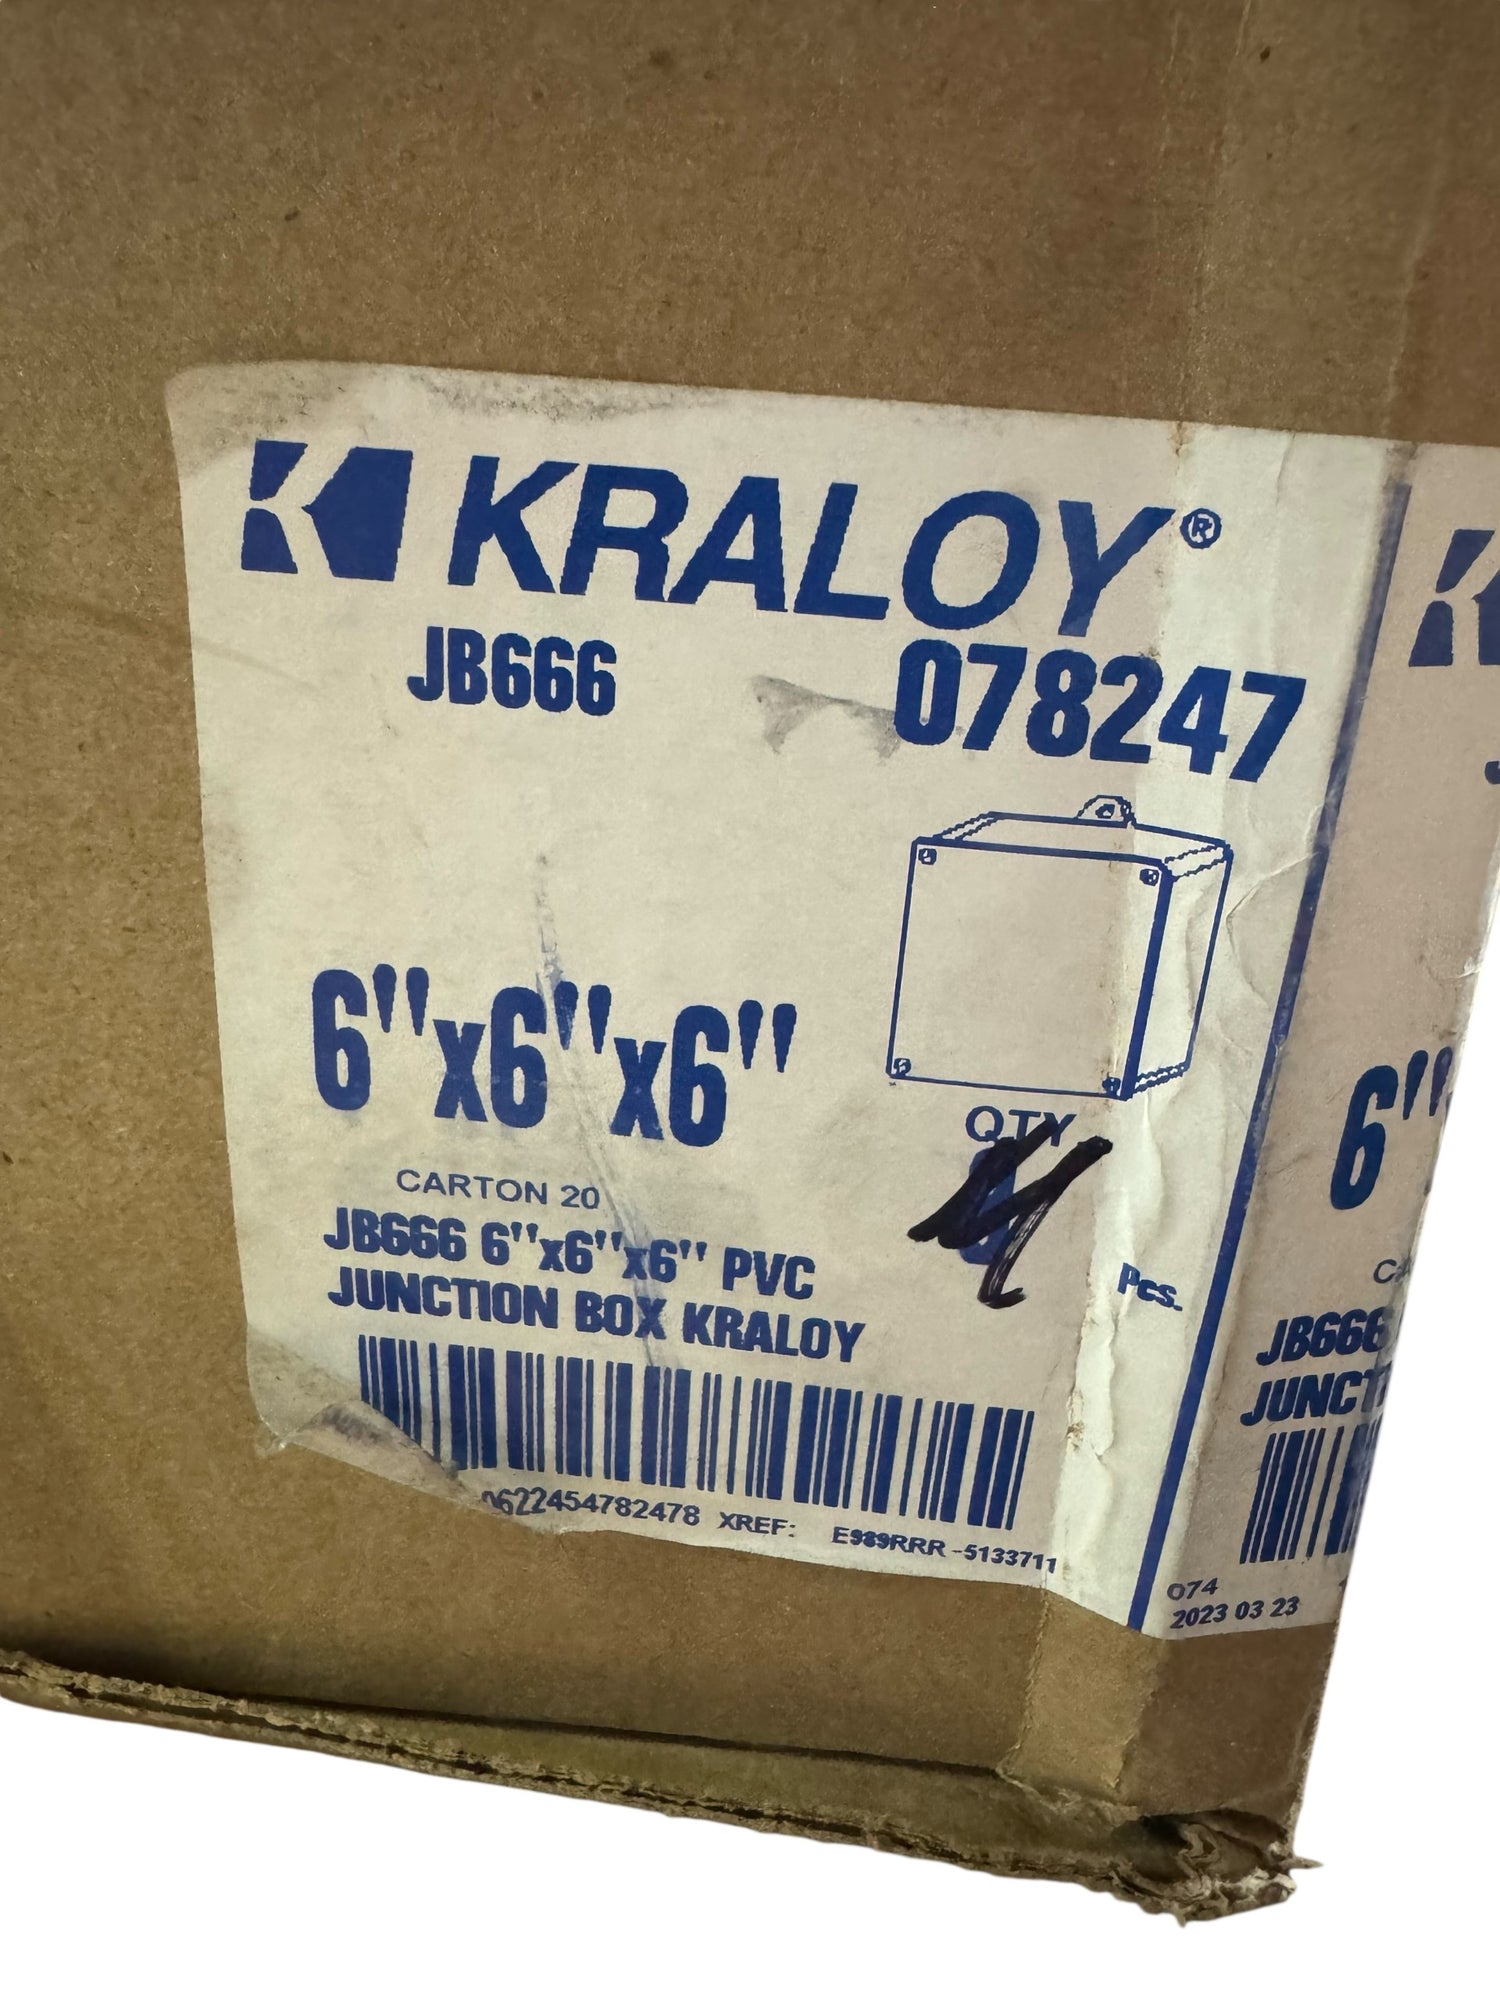 KRALOY®
JB666 078247
6"x6"x6"
QTY
CARTON 20
JB666 6"x6"x6" PVC
Pcs.
JUNCTION BOX KRALOY
0622454782478 XREF: E989RRR-5133711
6"
JB666
JUNCT
074
2023 03 23